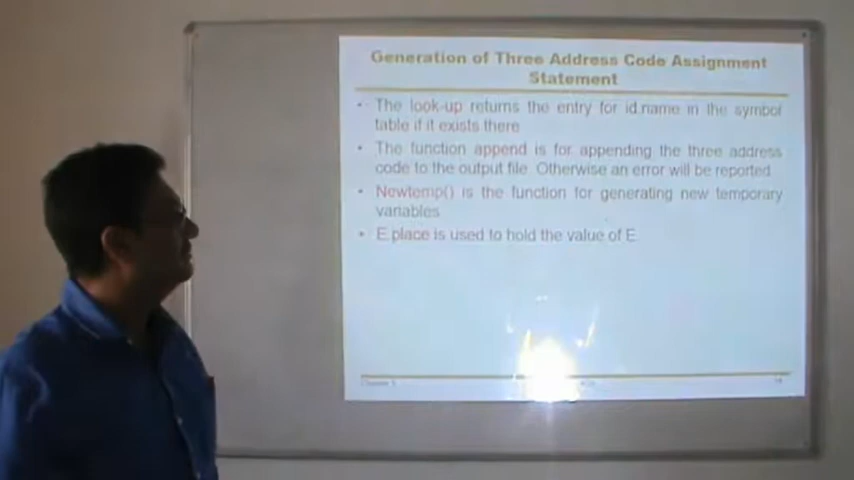 Generation of Three Address Code Assignment
Statement
• The look-up returns the entry for id.name in the symbol
table if it exists there
• The function append is for appending the three address
code to the output file. Otherwise an error will be reported.
• Newtemp() is the function for generating new temporary
variables.
• E.place is used to hold the value of E.